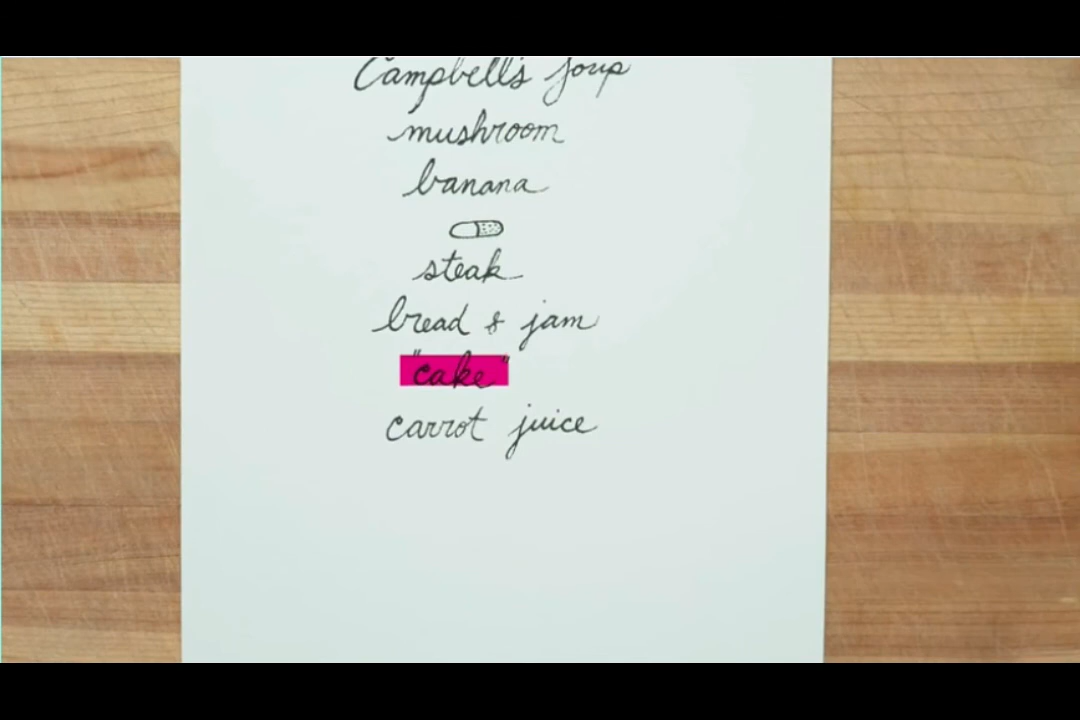 Campbell's soup
mushroom
banana
steak
bread & jam
"cake"
carrot juice